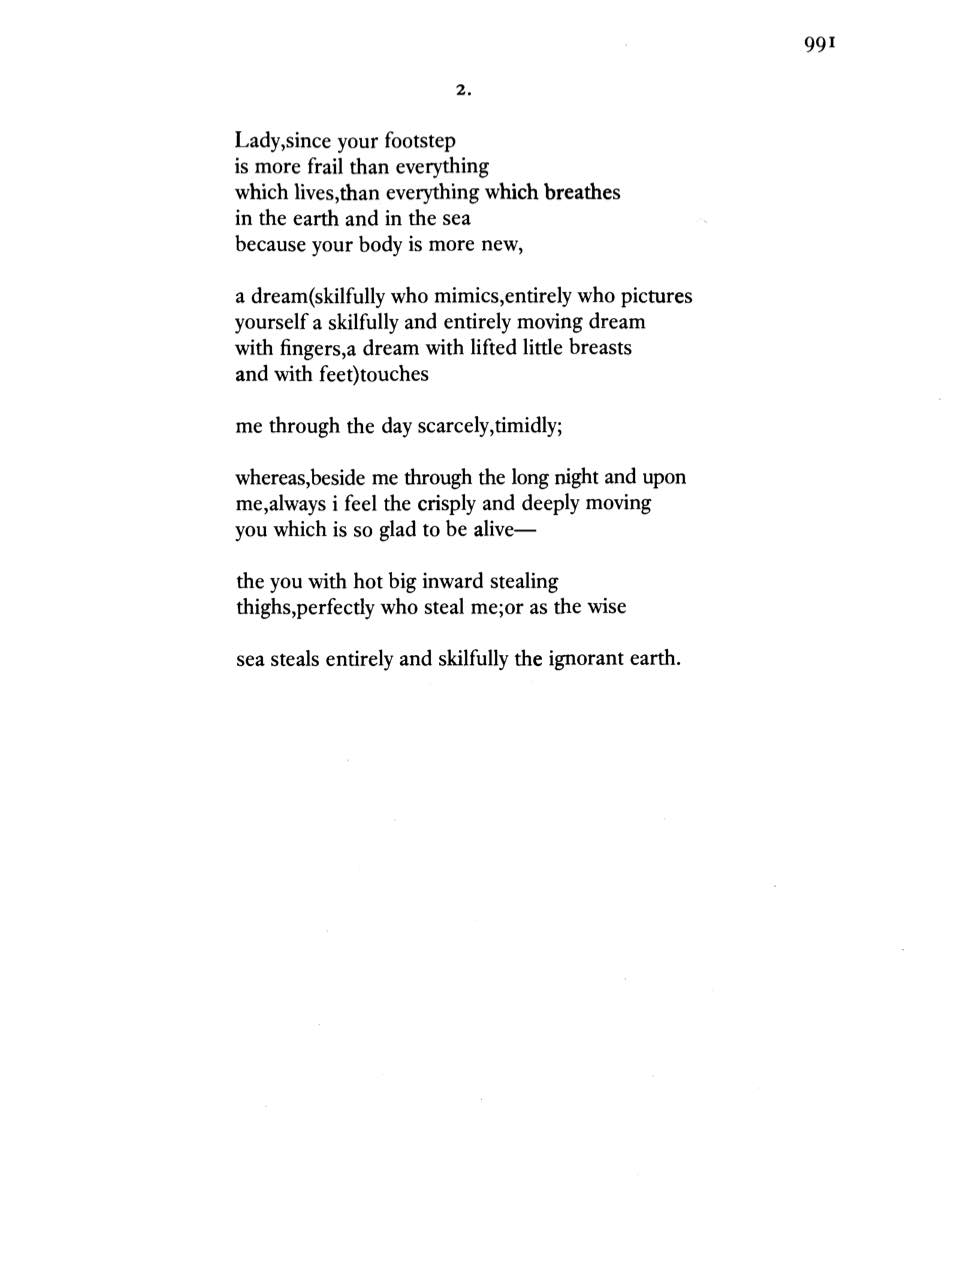 991
2.
Lady,since your footstep
is more frail than everything
which lives,than everything which breathes
in the earth and in the sea
because your body is more new,
a dream(skilfully who mimics,entirely who pictures
yourself a skilfully and entirely moving dream
with fingers,a dream with lifted little breasts
and with feet)touches
me through the day scarcely,timidly;
whereas,beside me through the long night and upon
me,always i feel the crisply and deeply moving
you which is so glad to be alive—
the you with hot big inward stealing
thighs,perfectly who steal me;or as the wise
sea steals entirely and skilfully the ignorant earth.